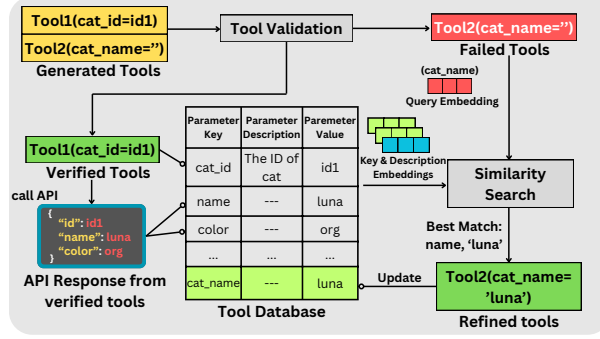 Tool1(cat_id=id1)
Tool2(cat_name='')
Generated Tools
Tool Validation
Tool2(cat_name='')
Failed Tools
(cat_name)
Query Embedding
Tool1(cat_id=id1)
Verified Tools
call API
{
"id": id1
"name": luna
"color": org
}
API Response from
verified tools
Parameter Key
Parameter Description
Paremeter Value
cat_id
The ID of cat
id1
name
---
luna
color
---
org
...
...
...
cat_name
---
luna
Tool Database
Key & Description
Embeddings
Similarity
Search
Best Match:
name, 'luna'
Update
Tool2(cat_name=
'luna')
Refined tools